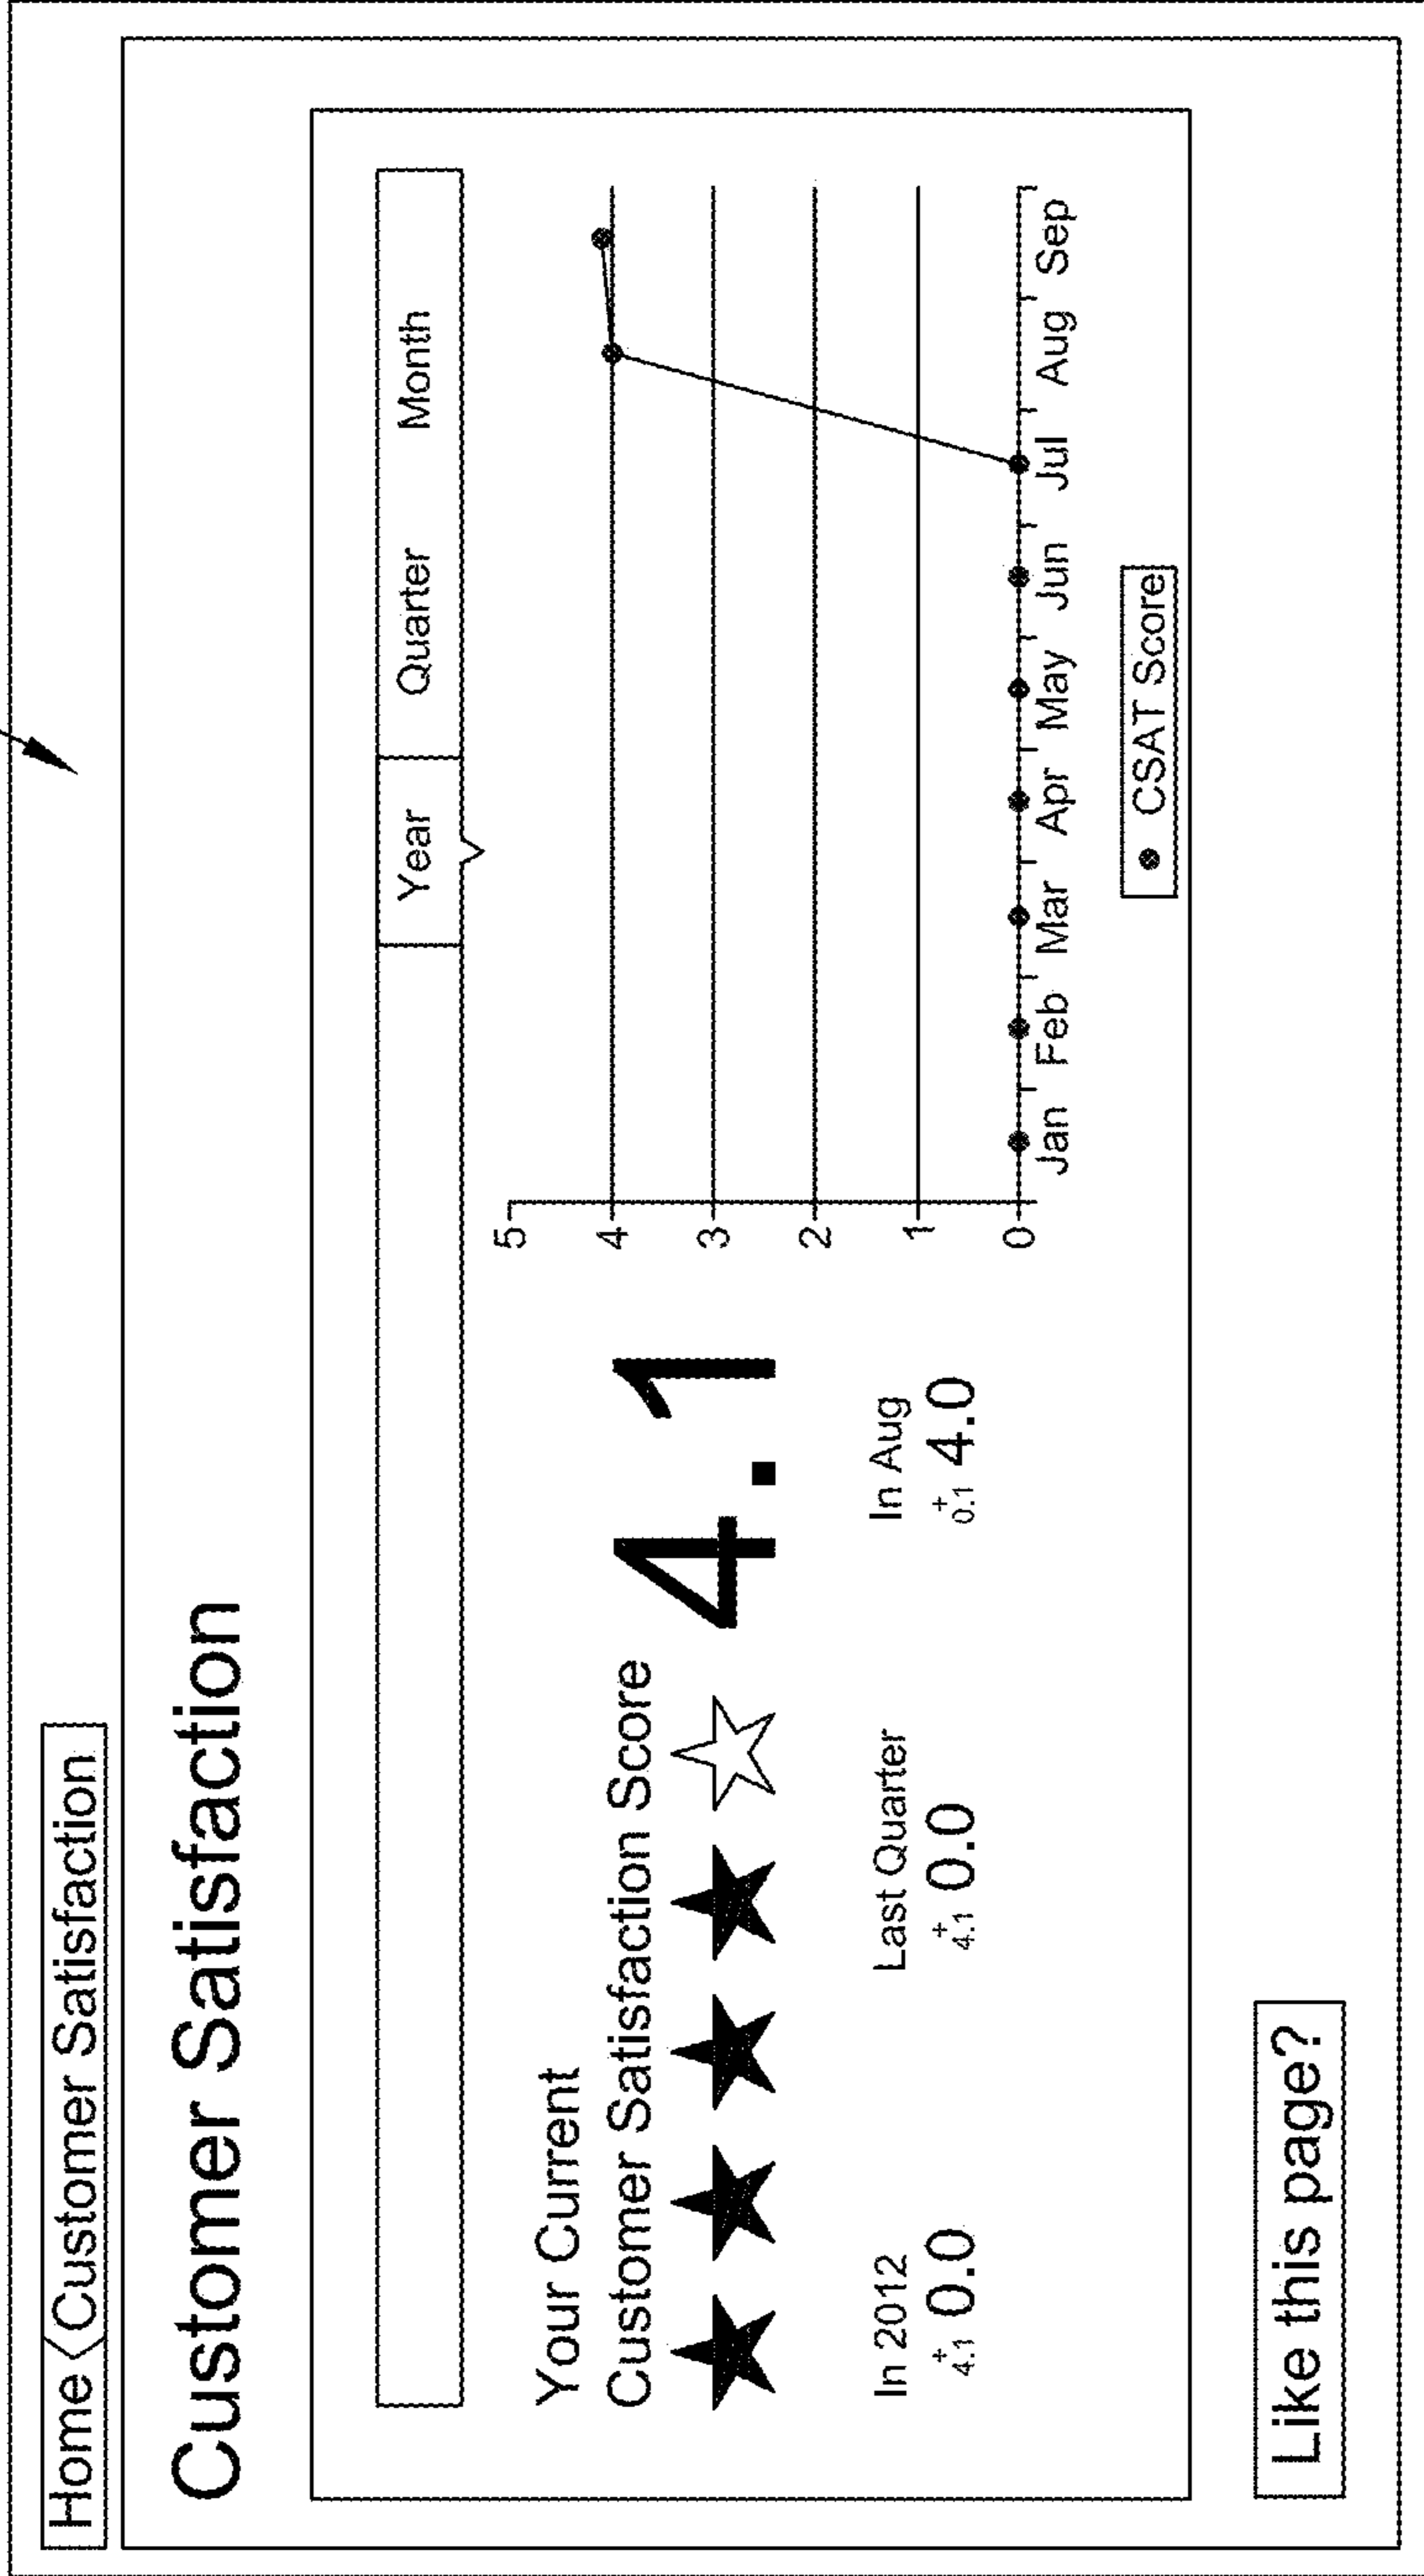 Home<Customer Satisfaction
Customer Satisfaction
Year Quarter Month
Your Current
Customer Satisfaction Score
4.1
In 2012
+
4.1 0.0
Last Quarter
+
4.1 0.0
In Aug
+
0.1 4.0
5
4
3
2
1
0
Jan Feb Mar Apr May Jun Jul Aug Sep
CSAT Score
Like this page?